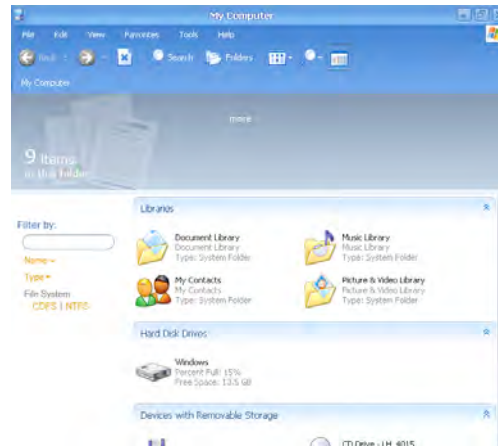 My Computer
File Edit View Favorites Tools Help
Back Search Folders
My Computer
more
9 Items
in this folder
Filter by:
Name
Type
File System
CDFS | NTFS
Libraries
Document Library
Document Library
Type: System Folder
Music Library
Music Library
Type: System Folder
My Contacts
My Contacts
Type: System Folder
Picture & Video Library
Picture & Video Library
Type: System Folder
Hard Disk Drives
Windows
Percent Full: 15%
Free Space: 13.5 GB
Devices with Removable Storage
CD Drive - LH_4015